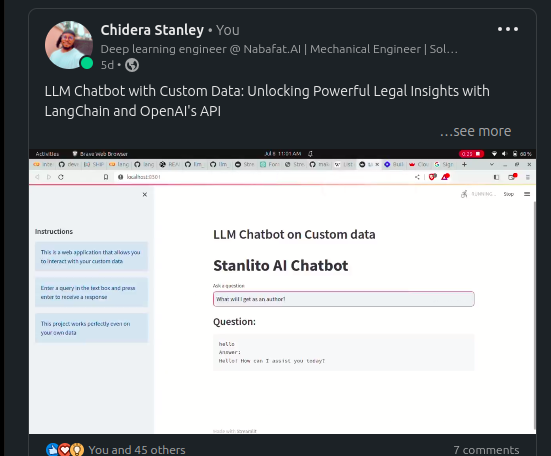 Chidera Stanley • You
Deep learning engineer @ Nabafat.AI | Mechanical Engineer | Sol...
5d •
LLM Chatbot with Custom Data: Unlocking Powerful Legal Insights with
LangChain and OpenAI's API
...see more
Activities Brave Web Browser Jul 6 11:01 AM 0:25 68%
localhost:8501
RUNNING... Stop
Instructions
This is a web application that allows you
to interact with your custom data
Enter a query in the text box and press
enter to receive a response
This project works perfectly even on
your own data
LLM Chatbot on Custom data
Stanlito AI Chatbot
Ask a question
What will I get as an author?
Question:
hello
Answer:
Hello! How can I assist you today?
Made with Streamlit
You and 45 others
7 comments